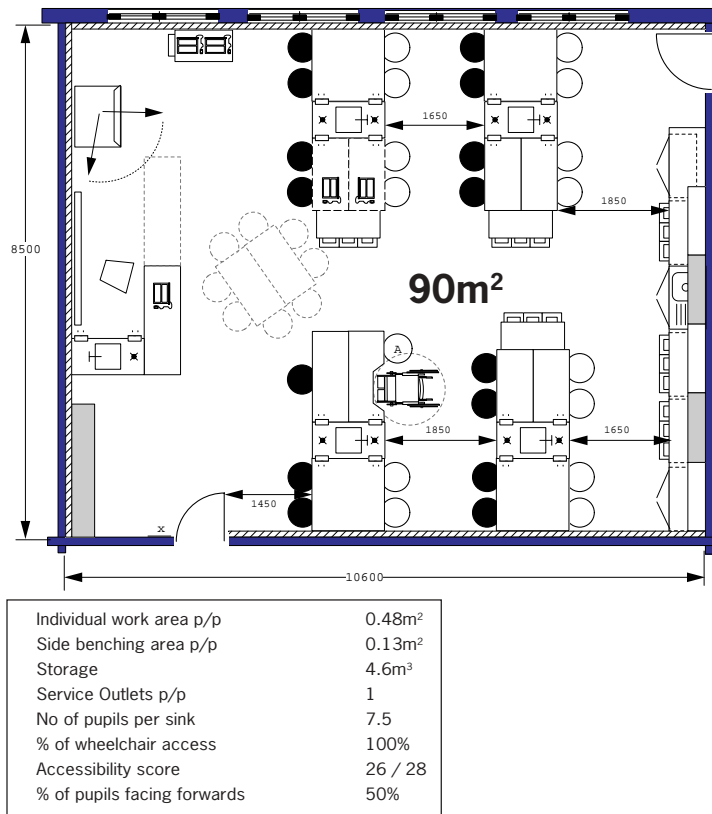 1650
1850
8500
90m²
A
1850
1650
1450
x
10600
Individual work area p/p 0.48m²
Side benching area p/p 0.13m²
Storage 4.6m³
Service Outlets p/p 1
No of pupils per sink 7.5
% of wheelchair access 100%
Accessibility score 26 / 28
% of pupils facing forwards 50%